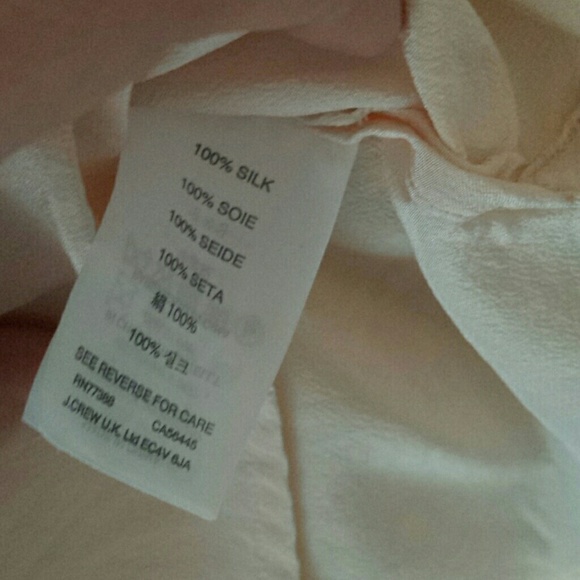 100% SILK
100% SOIE
100% SEIDE
100% SETA
絹 100%
100% 실크
SEE REVERSE FOR CARE
RN77388 CA56445
J.CREW U.K. Ltd EC4V 6JA